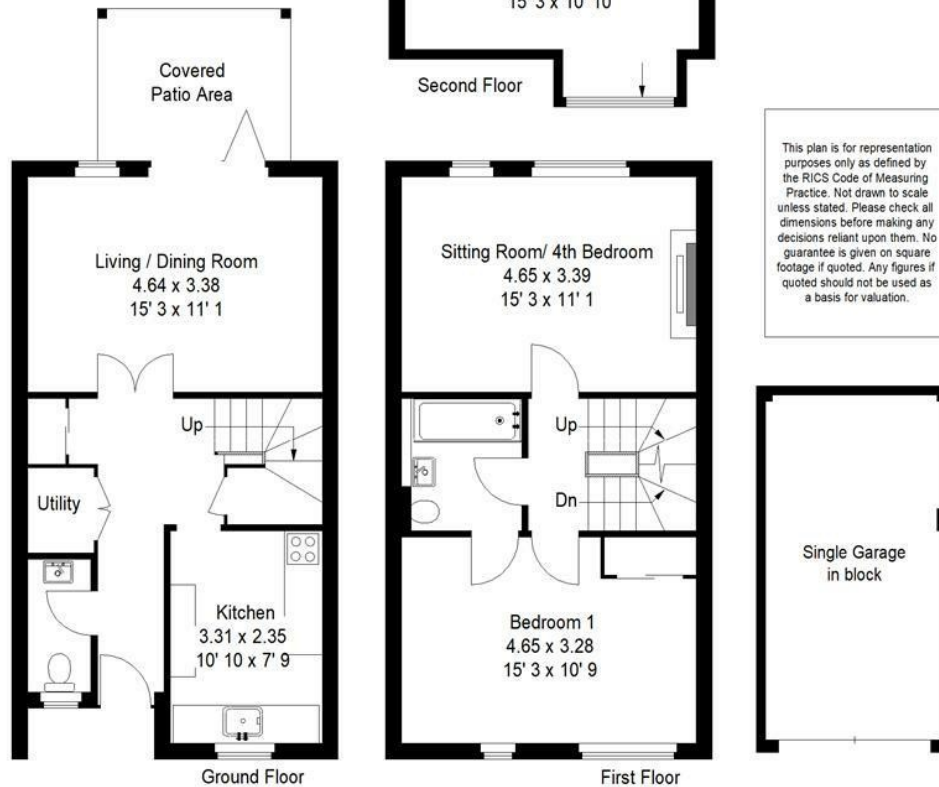 15' 3 x 10' 10
Second Floor
Covered
Patio Area
Living / Dining Room
4.64 x 3.38
15' 3 x 11' 1
Up
Utility
Kitchen
3.31 x 2.35
10' 10 x 7' 9
Ground Floor
Sitting Room/ 4th Bedroom
4.65 x 3.39
15' 3 x 11' 1
Up
Dn
Bedroom 1
4.65 x 3.28
15' 3 x 10' 9
First Floor
This plan is for representation
purposes only as defined by
the RICS Code of Measuring
Practice. Not drawn to scale
unless stated. Please check all
dimensions before making any
decisions reliant upon them. No
guarantee is given on square
footage if quoted. Any figures if
quoted should not be used as
a basis for valuation.
Single Garage
in block